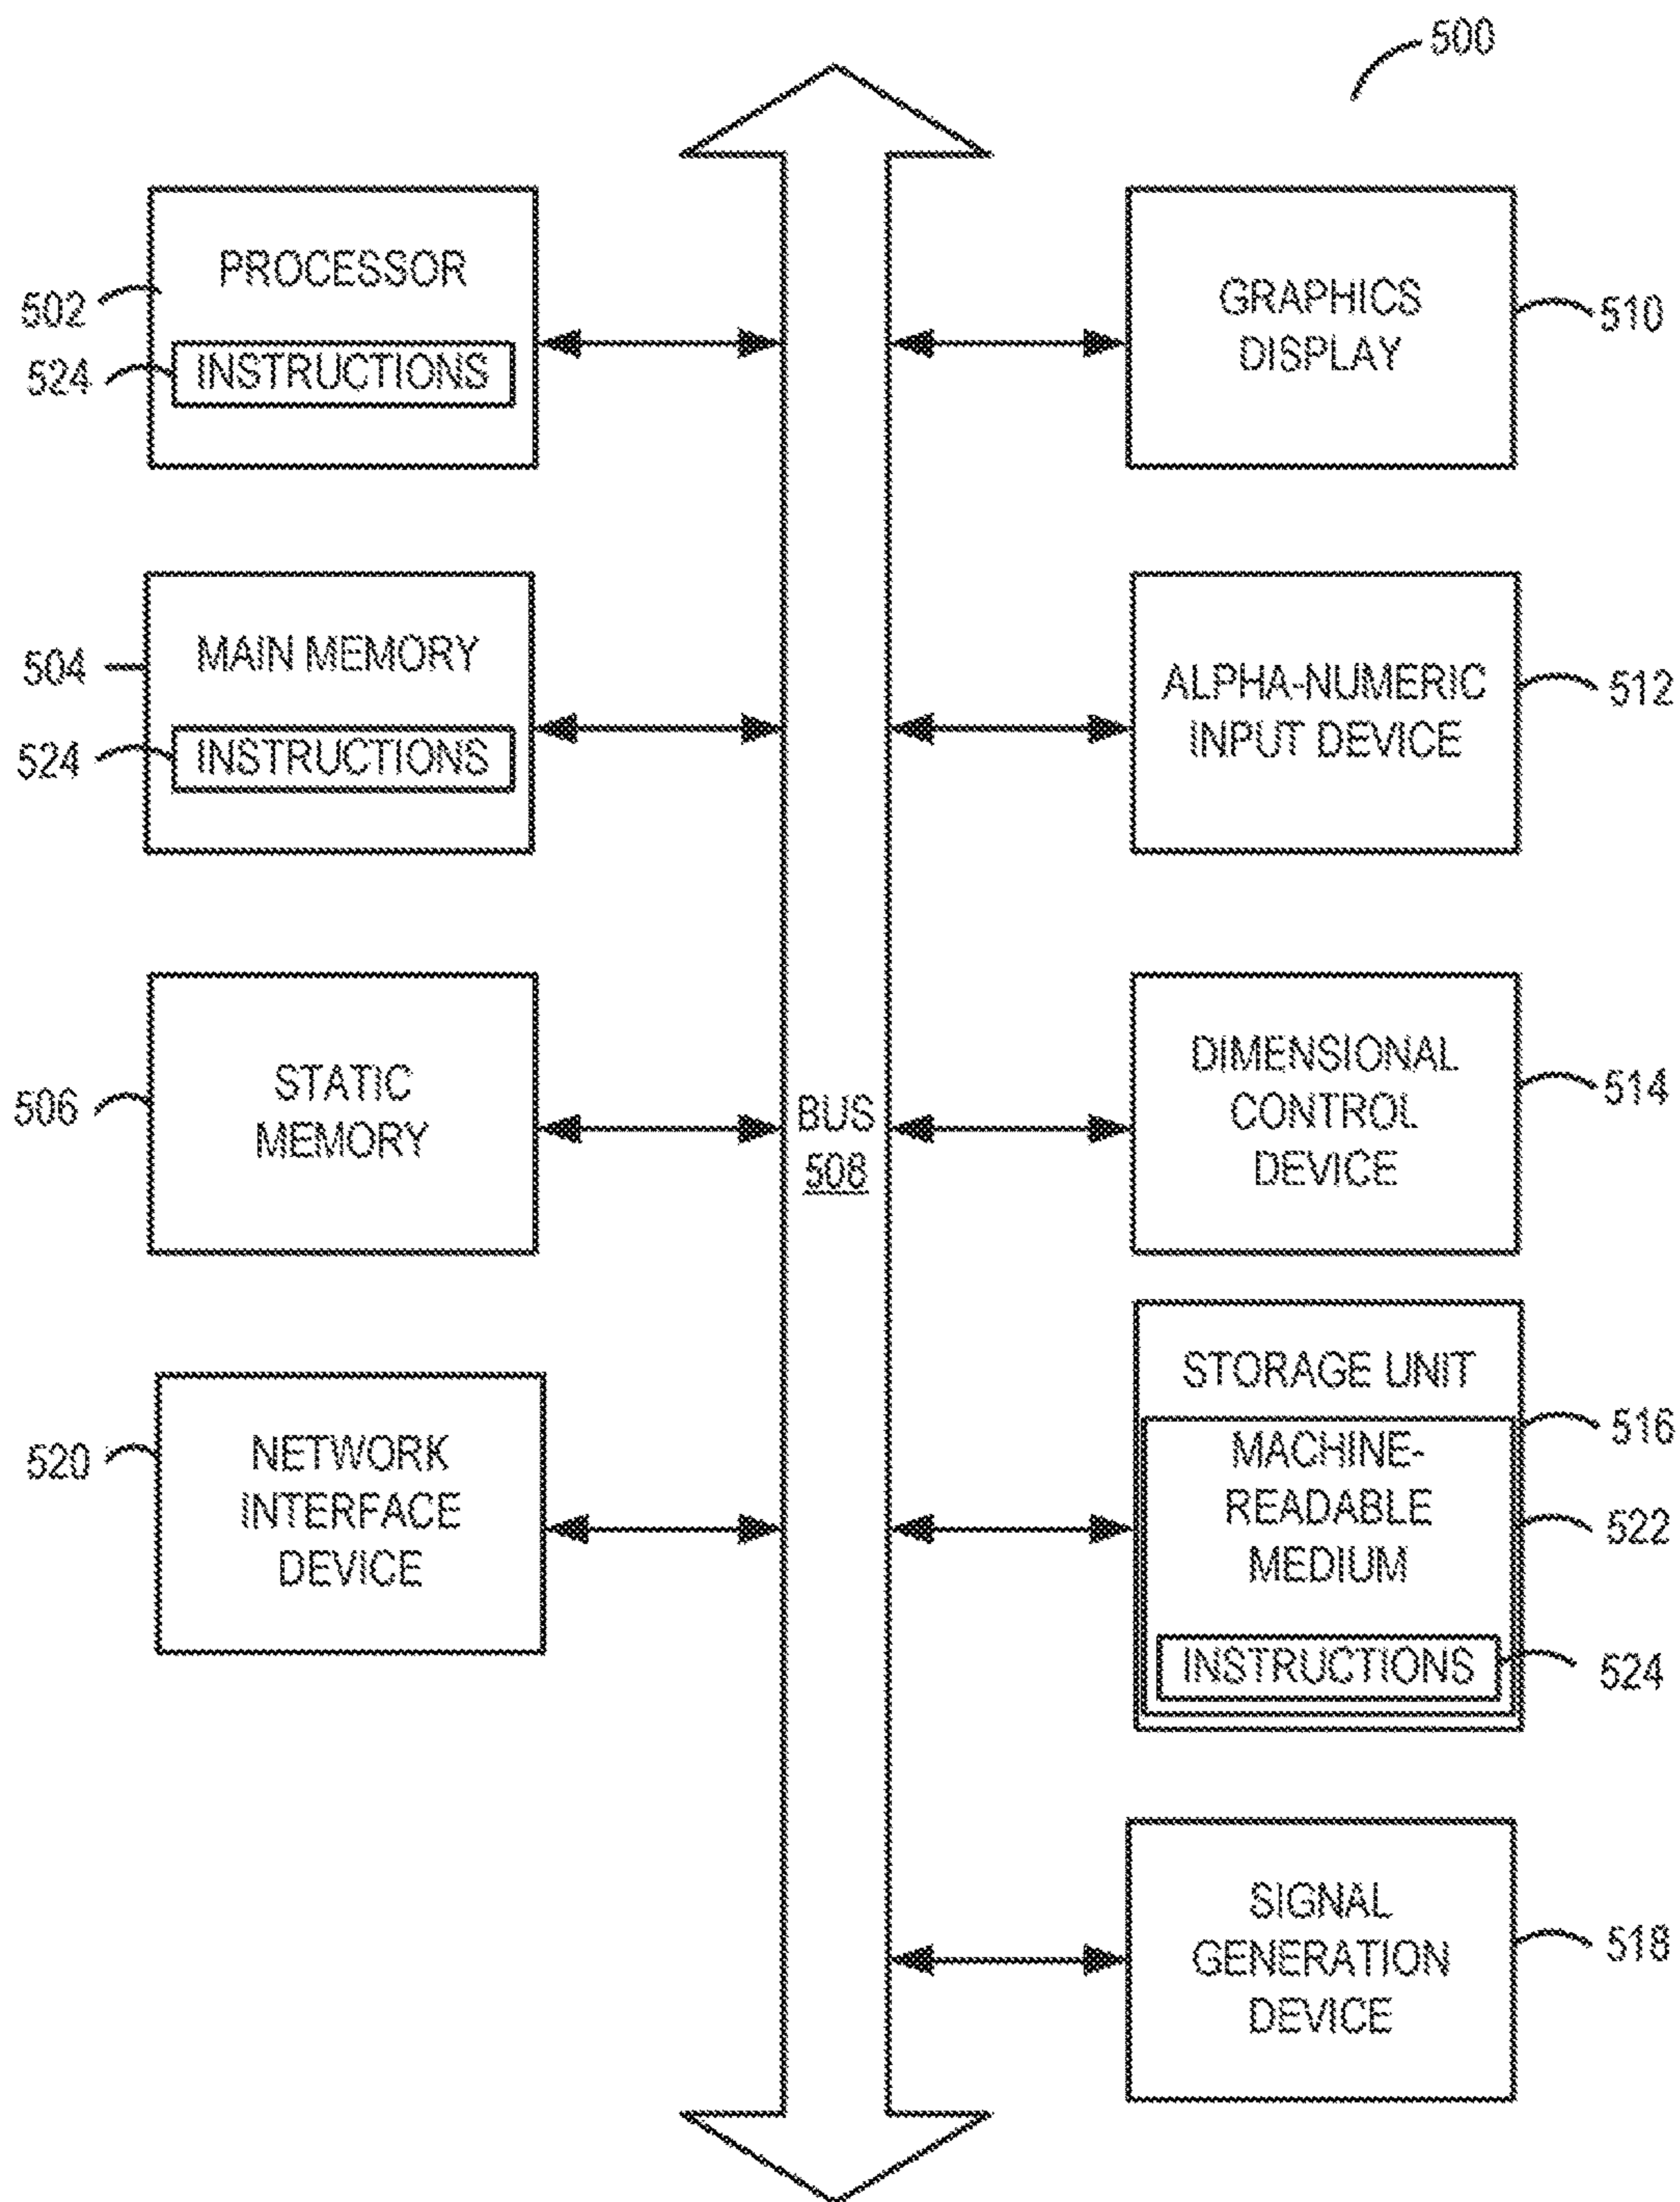 500
PROCESSOR
502
524
INSTRUCTIONS
GRAPHICS
DISPLAY
510
MAIN MEMORY
504
524
INSTRUCTIONS
ALPHA-NUMERIC
INPUT DEVICE
512
STATIC
MEMORY
506
BUS
508
DIMENSIONAL
CONTROL
DEVICE
514
NETWORK
INTERFACE
DEVICE
520
STORAGE UNIT
516
MACHINE-
READABLE
MEDIUM
522
INSTRUCTIONS
524
SIGNAL
GENERATION
DEVICE
518